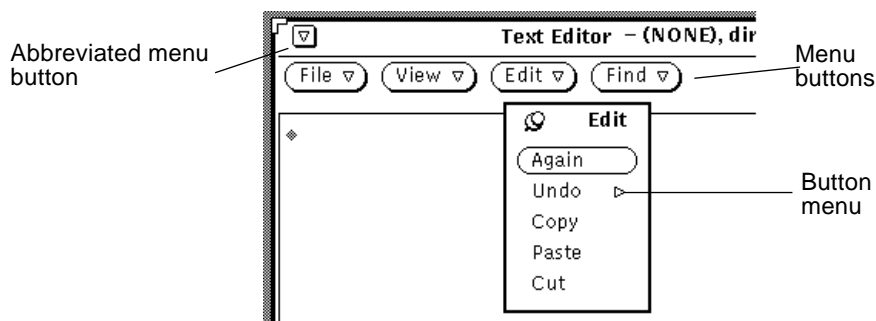 Abbreviated menu
button
Text Editor – (NONE), dir
Menu
buttons
File View Edit Find
Edit
Again
Undo
Button
menu
Copy
Paste
Cut